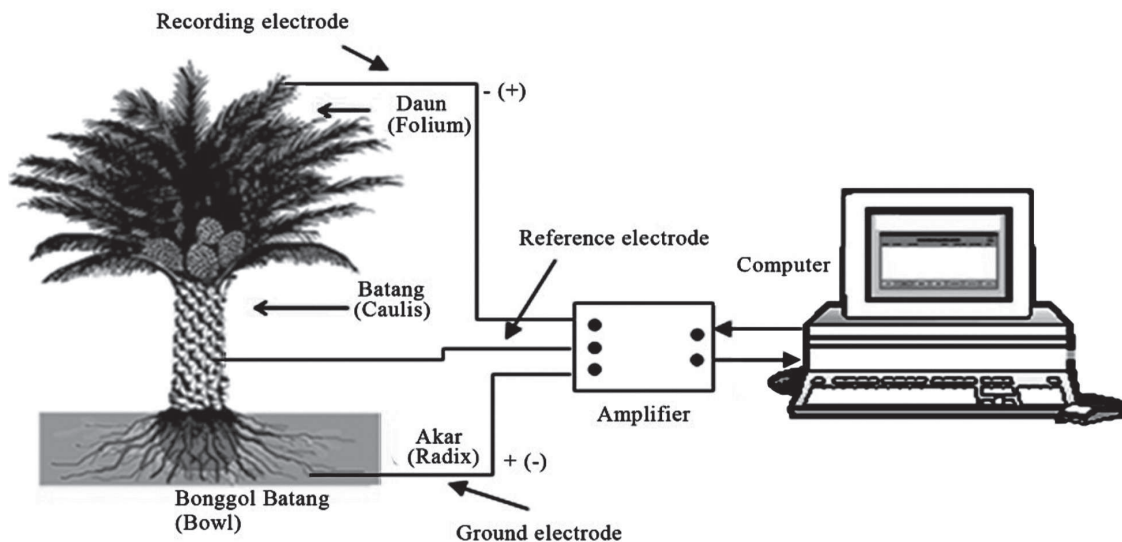 Recording electrode
- (+)
Daun
(Folium)
Reference electrode
Computer
Batang
(Caulis)
Amplifier
Akar
(Radix)
+ (-)
Bonggol Batang
(Bowl)
Ground electrode